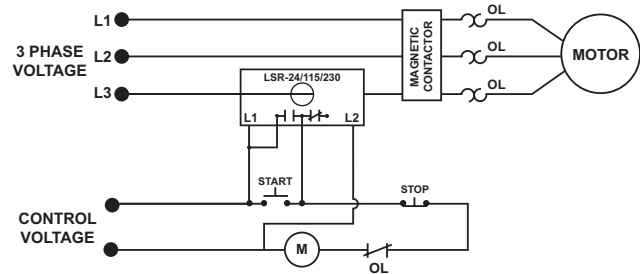 L1
OL
3 PHASE
VOLTAGE
L2
MAGNETIC
CONTACTOR
OL
MOTOR
LSR-24/115/230
L3
OL
L1
L2
START
STOP
CONTROL
VOLTAGE
M
OL